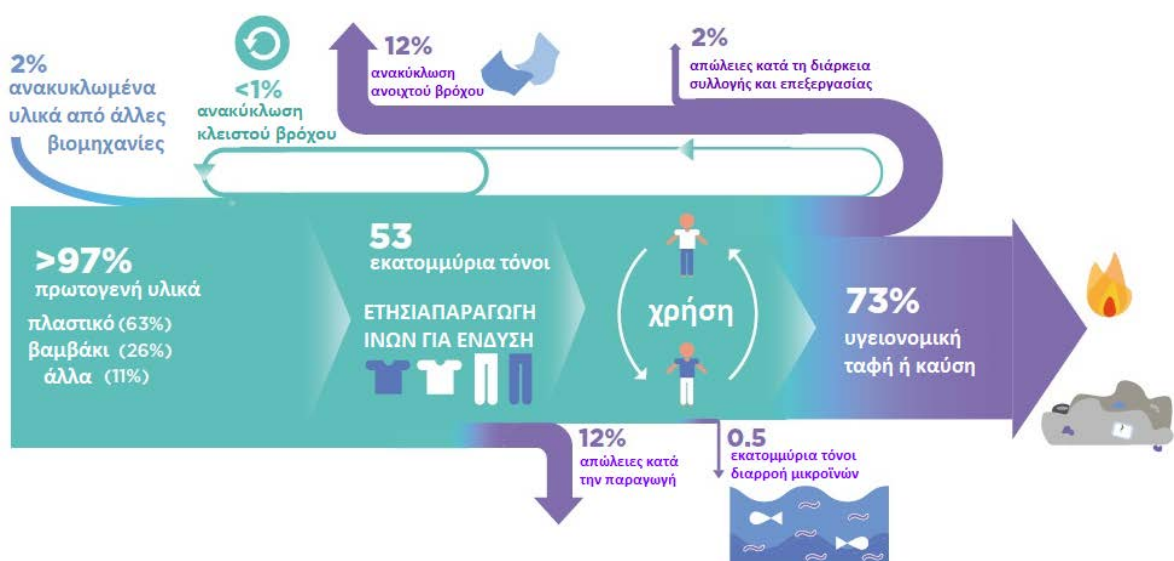 2%
ανακυκλωμένα
υλικά από άλλες
βιομηχανίες
<1%
ανακύκλωση
κλειστού βρόχου
12%
ανακύκλωση
ανοιχτού βρόχου
2%
απώλειες κατά τη διάρκεια
συλλογής και επεξεργασίας
>97%
πρωτογενή υλικά
πλαστικό (63%)
βαμβάκι (26%)
άλλα (11%)
53
εκατομμύρια τόνοι
ΕΤΗΣΙΑΠΑΡΑΓΩΓΗ
ΙΝΩΝ ΓΙΑ ΕΝΔΥΣΗ
χρήση
73%
υγειονομική
ταφή ή καύση
12%
απώλειες κατά
την παραγωγή
0.5
εκατομμύρια τόνοι
διαρροή μικροϊνών